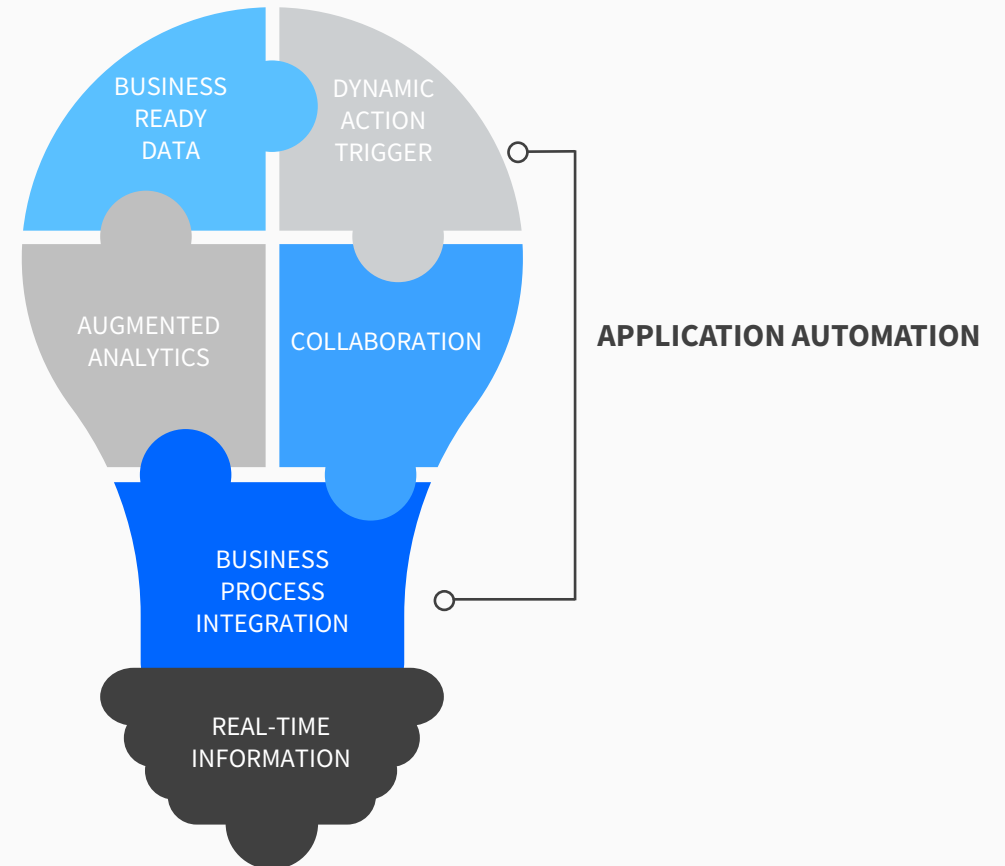 BUSINESS
READY
DATA
DYNAMIC
ACTION
TRIGGER
AUGMENTED
ANALYTICS
COLLABORATION
APPLICATION AUTOMATION
BUSINESS
PROCESS
INTEGRATION
REAL-TIME
INFORMATION